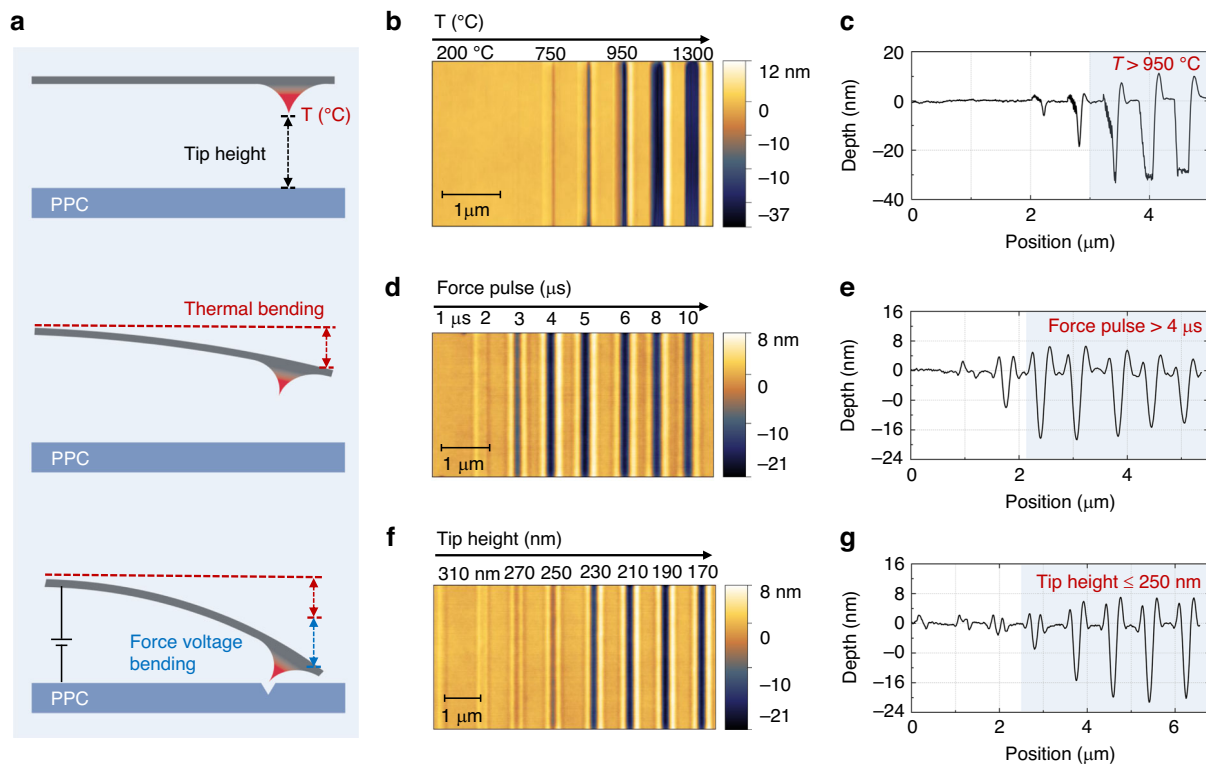 a
T (°C)
Tip height
PPC
Thermal bending
PPC
Force voltage
bending
PPC
b
T (°C)
200 °C 750 950 1300
1μm
12 nm
0
−10
−10
−37
c
T > 950 °C
Depth (nm)
20
0
−20
−40
0 2 4
Position (μm)
d
Force pulse (μs)
1 μs 2 3 4 5 6 8 10
1 μm
8 nm
0
−10
−21
e
Force pulse > 4 μs
Depth (nm)
16
8
0
−0
−16
−24
0 2 4
Position (μm)
f
Tip height (nm)
310 nm 270 250 230 210 190 170
1 μm
8 nm
0
−10
−21
g
Tip height ≤ 250 nm
Depth (nm)
16
8
0
−0
−16
−24
0 2 4 6
Position (μm)